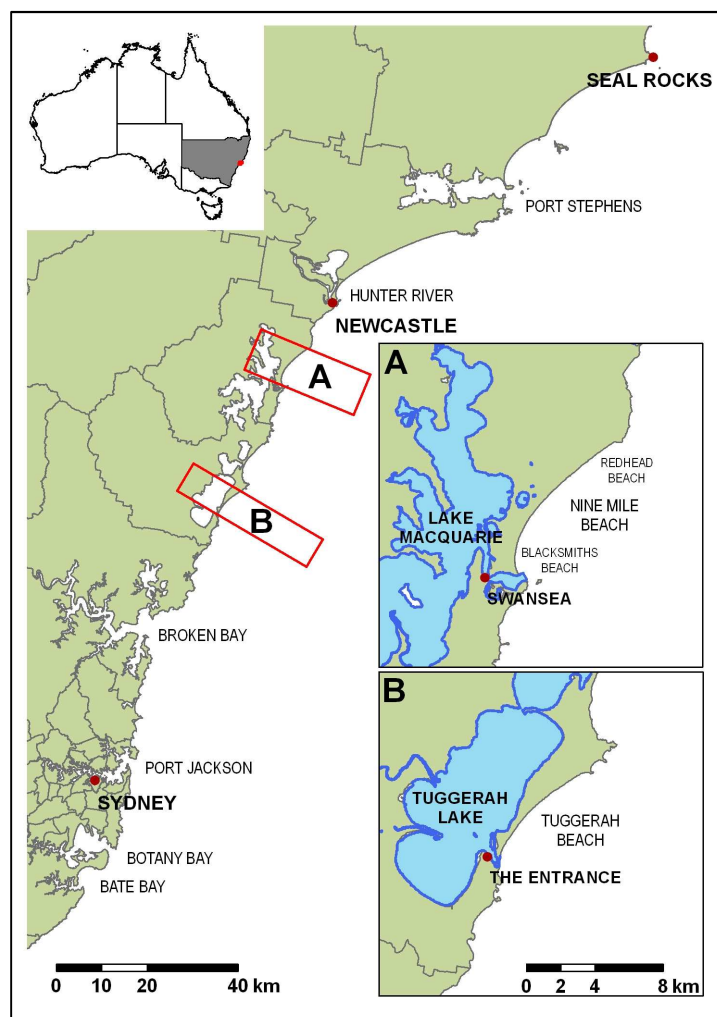 SEAL ROCKS
PORT STEPHENS
HUNTER RIVER
NEWCASTLE
A
B
BROKEN BAY
PORT JACKSON
SYDNEY
BOTANY BAY
BATE BAY
0 10 20 40 km
A
REDHEAD
BEACH
NINE MILE
BEACH
LAKE
MACQUARIE
BLACKSMITHS
BEACH
SWANSEA
B
TUGGERAH
LAKE
TUGGERAH
BEACH
THE ENTRANCE
0 2 4 8 km